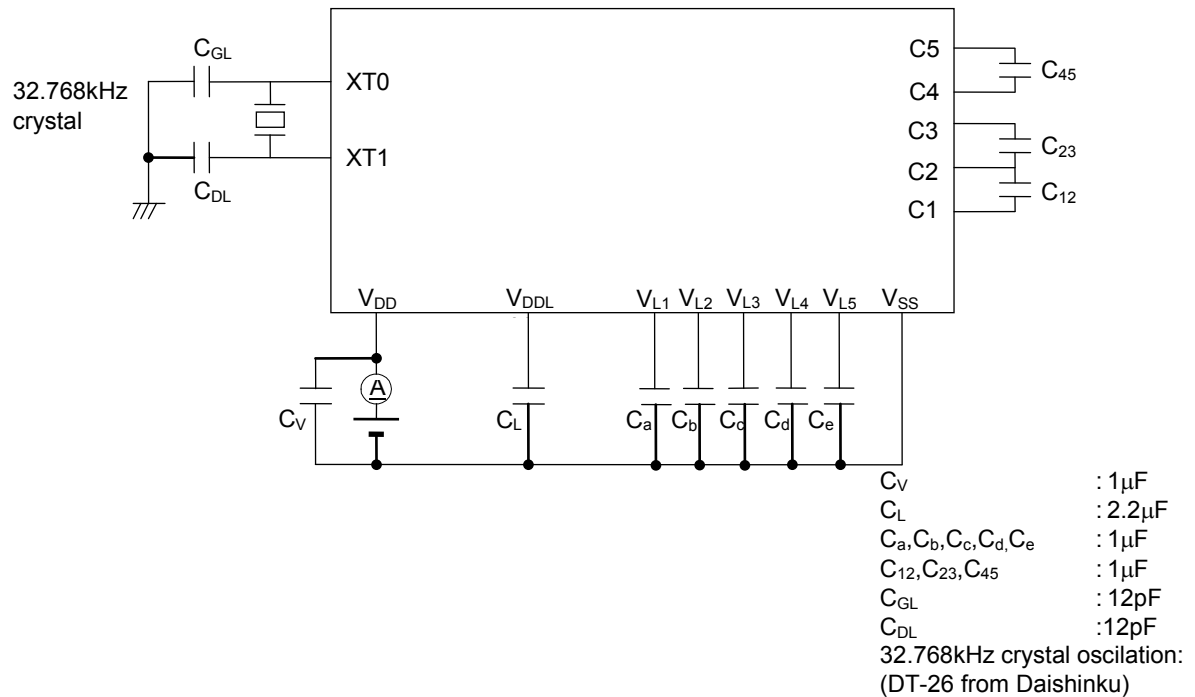 C_GL
32.768kHz
crystal
C_DL
XT0
XT1
C5
C4
C3
C2
C1
C_45
C_23
C_12
V_DD V_DDL V_L1 V_L2 V_L3 V_L4 V_L5 V_SS
A
C_V C_L C_a C_b C_c C_d C_e
C_V : 1μF
C_L : 2.2μF
C_a,C_b,C_c,C_d,C_e : 1μF
C_12,C_23,C_45 : 1μF
C_GL : 12pF
C_DL :12pF
32.768kHz crystal oscilation:
(DT-26 from Daishinku)